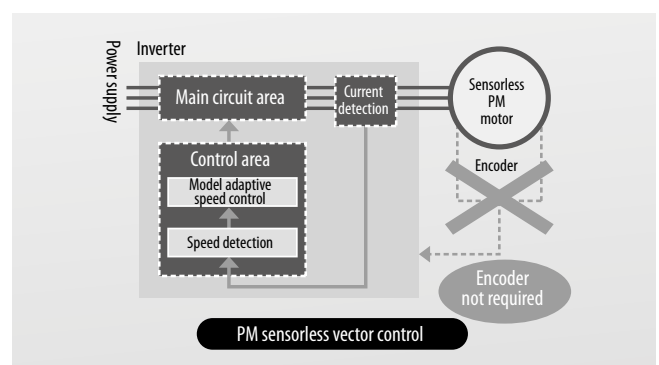 Inverter
Power supply
Main circuit area
Current
detection
Sensorless
PM
motor
Control area
Model adaptive
speed control
Speed detection
Encoder
Encoder
not required
PM sensorless vector control